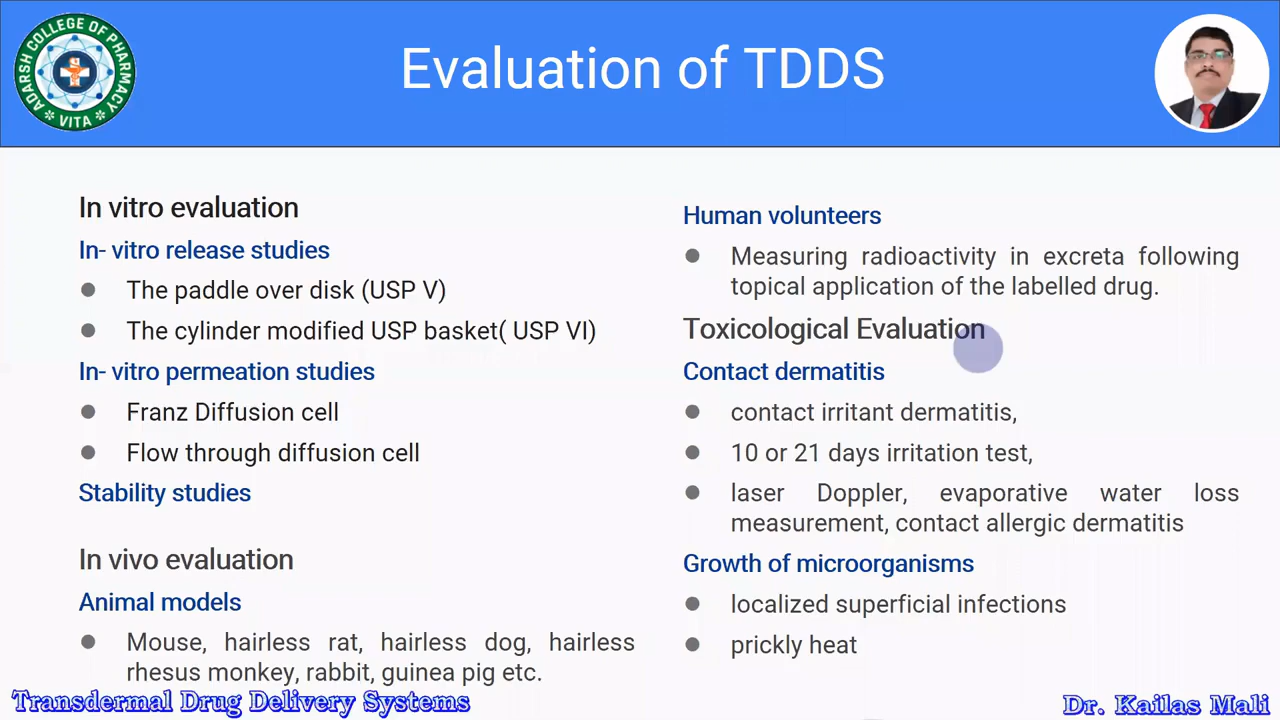 ADARSH COLLEGE OF PHARMACY
VITA
Evaluation of TDDS
In vitro evaluation
In- vitro release studies
The paddle over disk (USP V)
The cylinder modified USP basket( USP VI)
In- vitro permeation studies
Franz Diffusion cell
Flow through diffusion cell
Stability studies
In vivo evaluation
Animal models
Mouse, hairless rat, hairless dog, hairless
rhesus monkey, rabbit, guinea pig etc.
Human volunteers
Measuring radioactivity in excreta following
topical application of the labelled drug.
Toxicological Evaluation
Contact dermatitis
contact irritant dermatitis,
10 or 21 days irritation test,
laser Doppler, evaporative water loss
measurement, contact allergic dermatitis
Growth of microorganisms
localized superficial infections
prickly heat
Transdermal Drug Delivery Systems
Dr. Kailas Mali